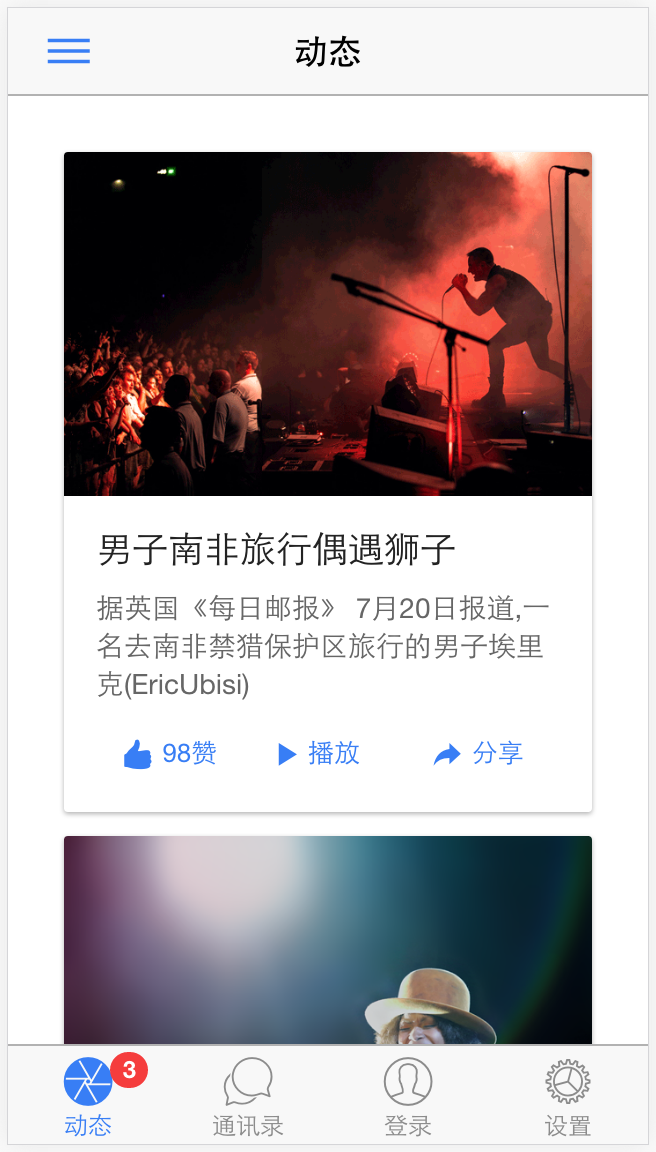 动态
男子南非旅行偶遇狮子
据英国《每日邮报》 7月20日报道,一
名去南非禁猎保护区旅行的男子埃里
克(EricUbisi)
98赞 播放 分享
3
动态 通讯录 登录 设置